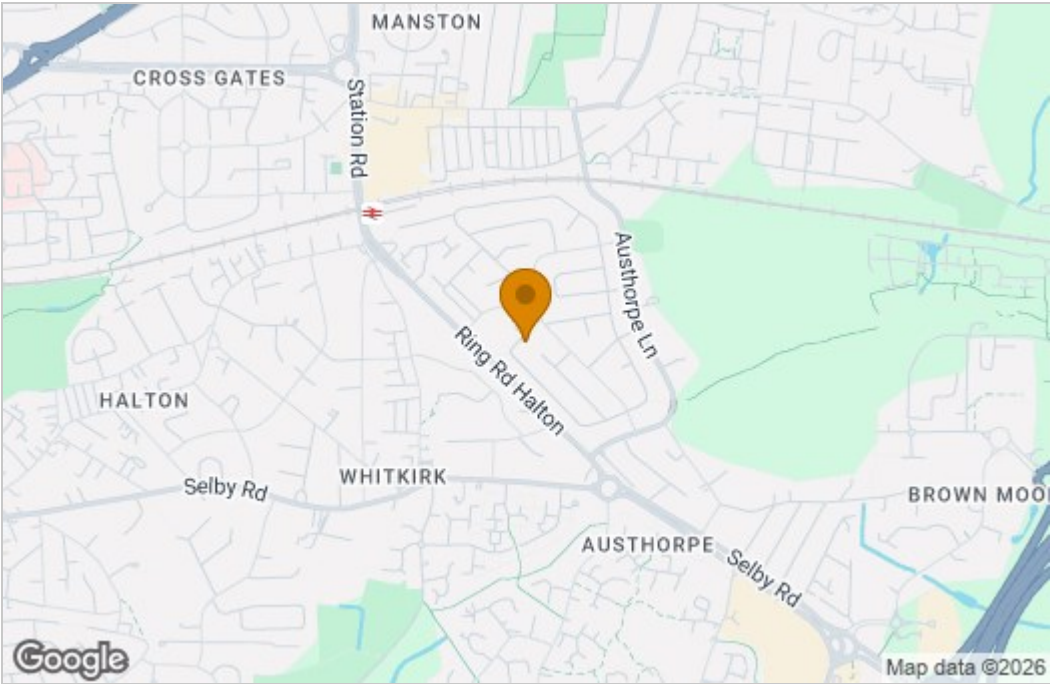 MANSTON
CROSS GATES
Station Rd
Austhorpe Ln
Ring Rd Halton
HALTON
WHITKIRK
Selby Rd
BROWN MOO
AUSTHORPE
Selby Rd
Google
Map data ©2026